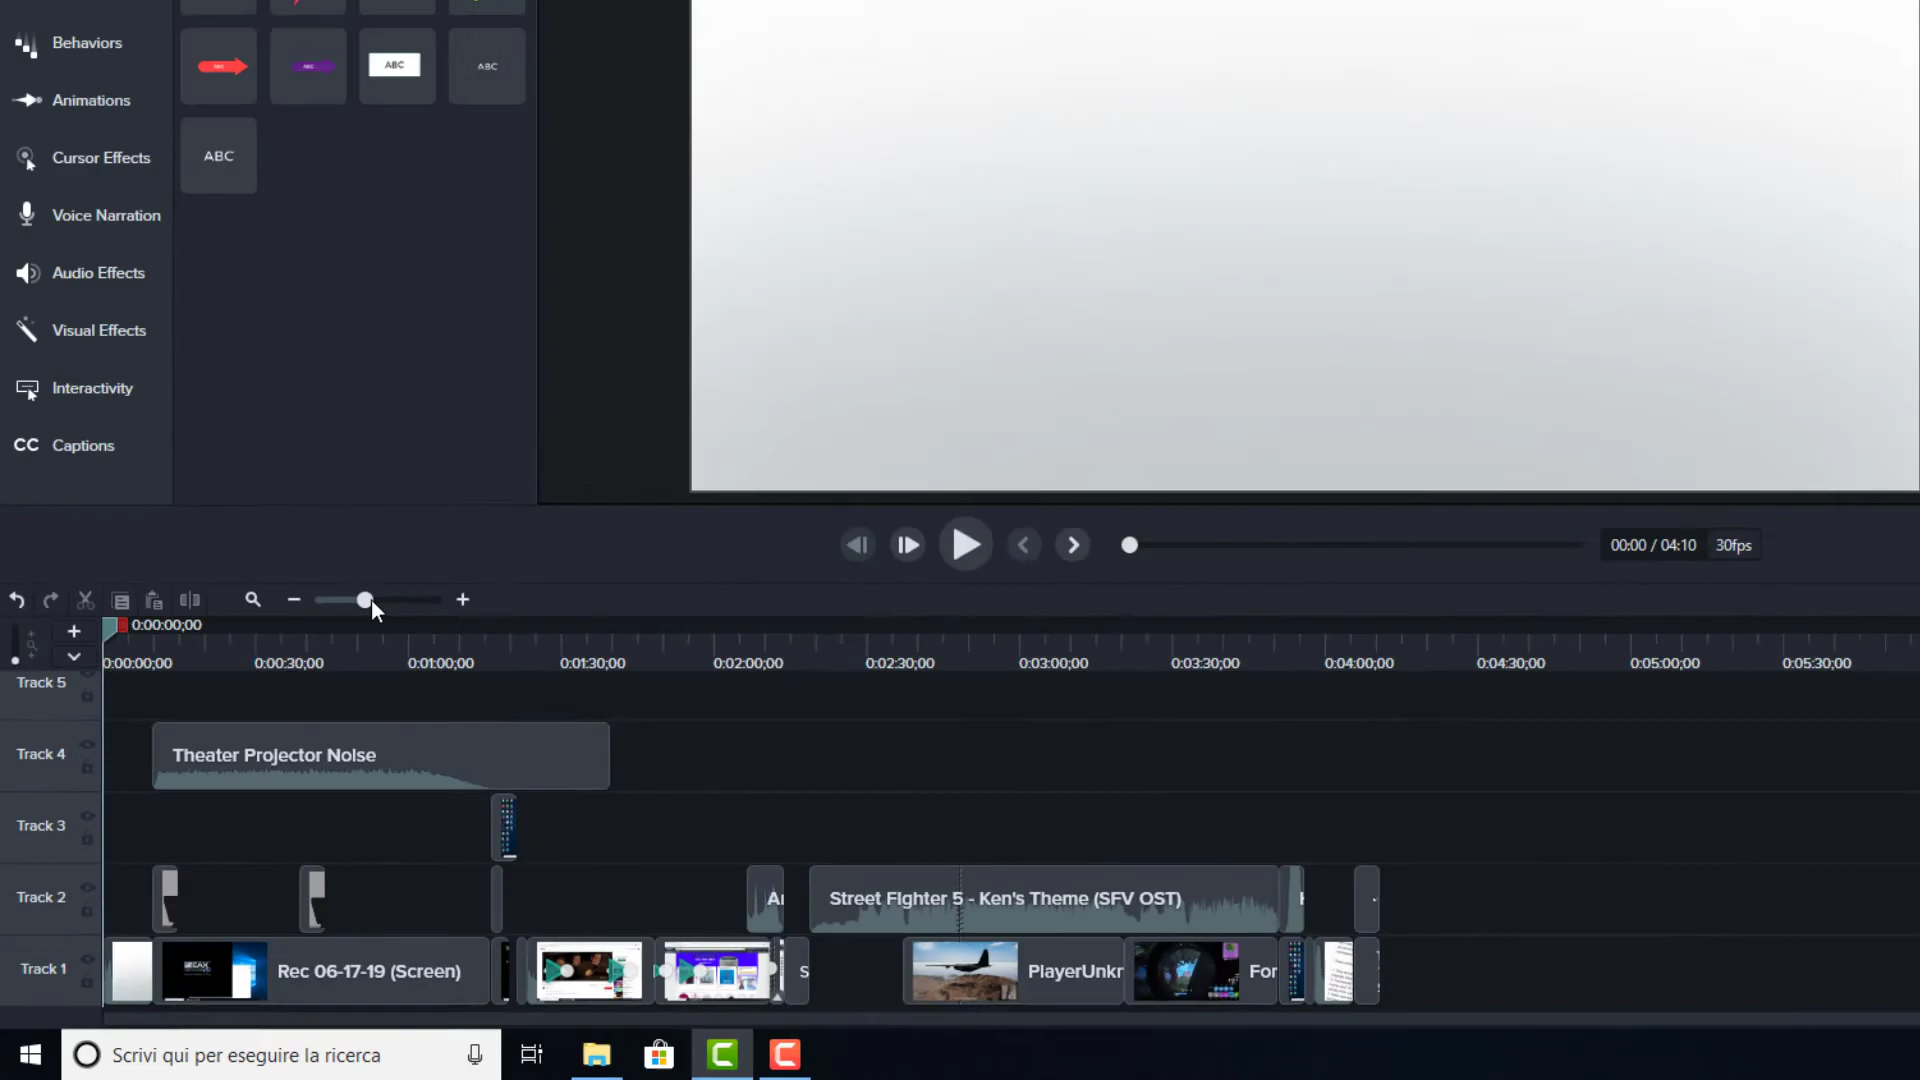 Behaviors
ABC
ABC
ABC
ABC
Animations
ABC
Cursor Effects
Voice Narration
Audio Effects
Visual Effects
Interactivity
CC Captions
00:00 / 04:10 30fps
0:00:00;00
0:00:00;00 0:00:30;00 0:01:00;00 0:01:30;00 0:02:00;00 0:02:30;00 0:03:00;00 0:03:30;00 0:04:00;00 0:04:30;00 0:05:00;00 0:05:30;00
Track 5
Track 4
Theater Projector Noise
Track 3
Track 2
Street Fighter 5 - Ken's Theme (SFV OST)
Track 1
Rec 06-17-19 (Screen)
S
PlayerUnkr
For
Scrivi qui per eseguire la ricerca